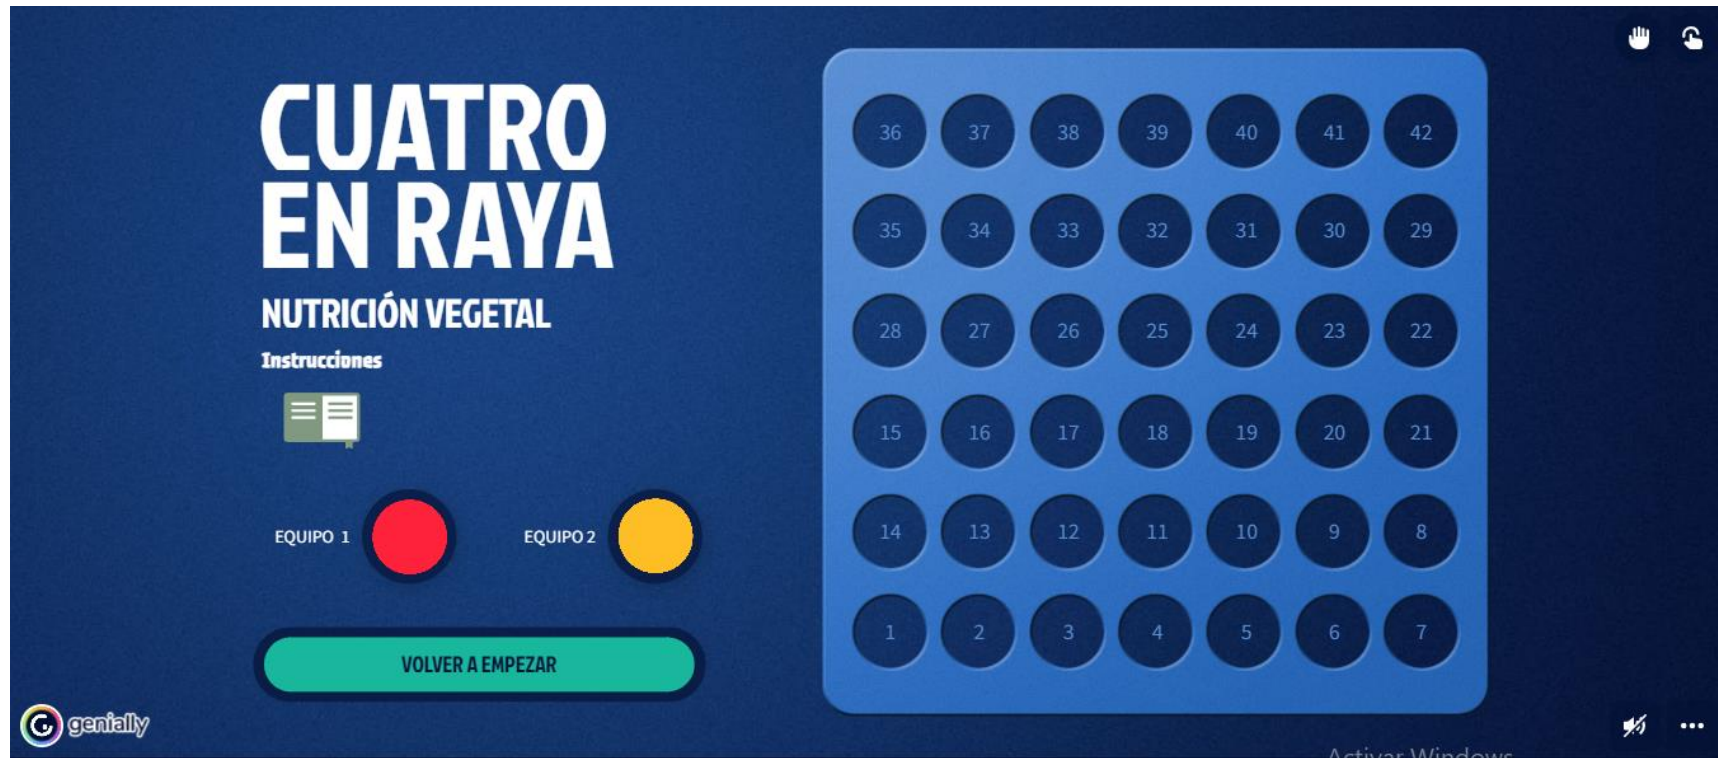 CUATRO
EN RAYA
NUTRICIÓN VEGETAL
Instrucciones
EQUIPO 1
EQUIPO 2
VOLVER A EMPEZAR
genially
36 37 38 39 40 41 42
35 34 33 32 31 30 29
28 27 26 25 24 23 22
15 16 17 18 19 20 21
14 13 12 11 10 9 8
1 2 3 4 5 6 7
Activar Windows